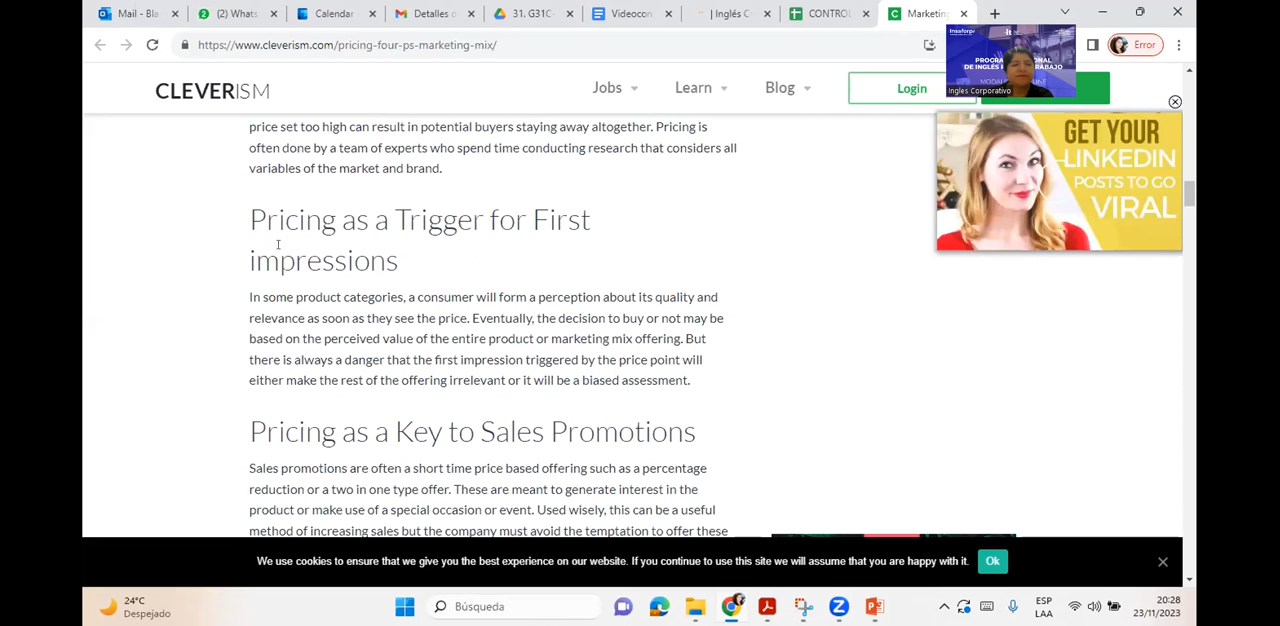 Mail - Bla
(2) Whats
Calendar -
Detalles d
31. G31C-
Videocon
| Inglés C
CONTROL
Marketing
https://www.cleverism.com/pricing-four-ps-marketing-mix/
Error
Ingles Corporativo
CLEVERISM
Jobs
Learn
Blog
Login
GET YOUR
LINKEDIN
POSTS TO GO
VIRAL
price set too high can result in potential buyers staying away altogether. Pricing is
often done by a team of experts who spend time conducting research that considers all
variables of the market and brand.
Pricing as a Trigger for First
impressions
In some product categories, a consumer will form a perception about its quality and
relevance as soon as they see the price. Eventually, the decision to buy or not may be
based on the perceived value of the entire product or marketing mix offering. But
there is always a danger that the first impression triggered by the price point will
either make the rest of the offering irrelevant or it will be a biased assessment.
Pricing as a Key to Sales Promotions
Sales promotions are often a short time price based offering such as a percentage
reduction or a two in one type offer. These are meant to generate interest in the
product or make use of a special occasion or event. Used wisely, this can be a useful
method of increasing sales but the company must avoid the temptation to offer these
We use cookies to ensure that we give you the best experience on our website. If you continue to use this site we will assume that you are happy with it.
Ok
24°C
Despejado
Búsqueda
ESP
LAA
20:28
23/11/2023